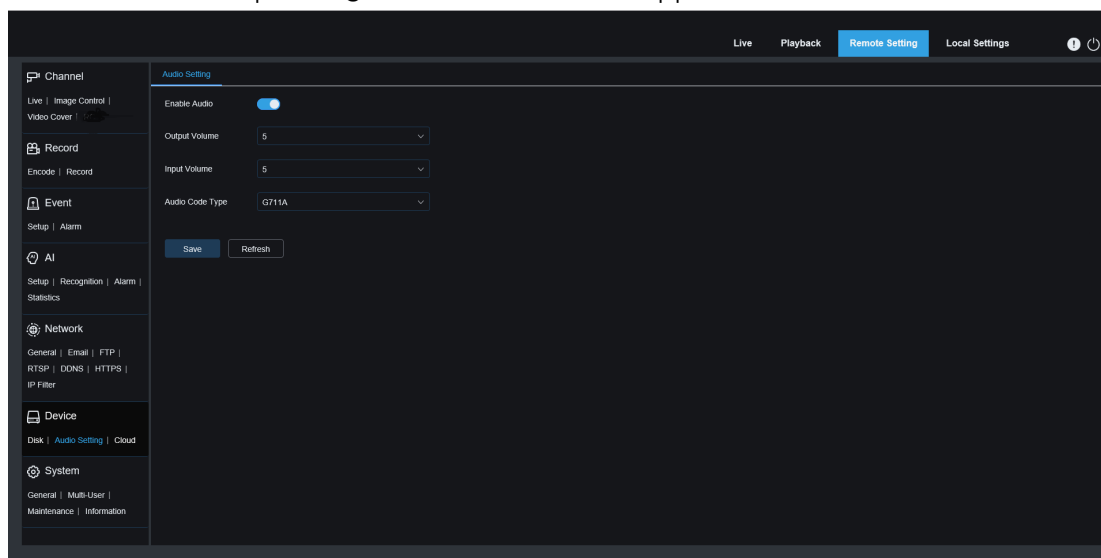 Live Playback Remote Setting Local Settings
Channel
Live | Image Control |
Video Cover |
Record
Encode | Record
Event
Setup | Alarm
AI
Setup | Recognition | Alarm |
Statistics
Network
General | Email | FTP |
RTSP | DDNS | HTTPS |
IP Filter
Device
Disk | Audio Setting | Cloud
System
General | Multi-User |
Maintenance | Information
Audio Setting
Enable Audio
Output Volume 5
Input Volume 5
Audio Code Type G711A
Save Refresh